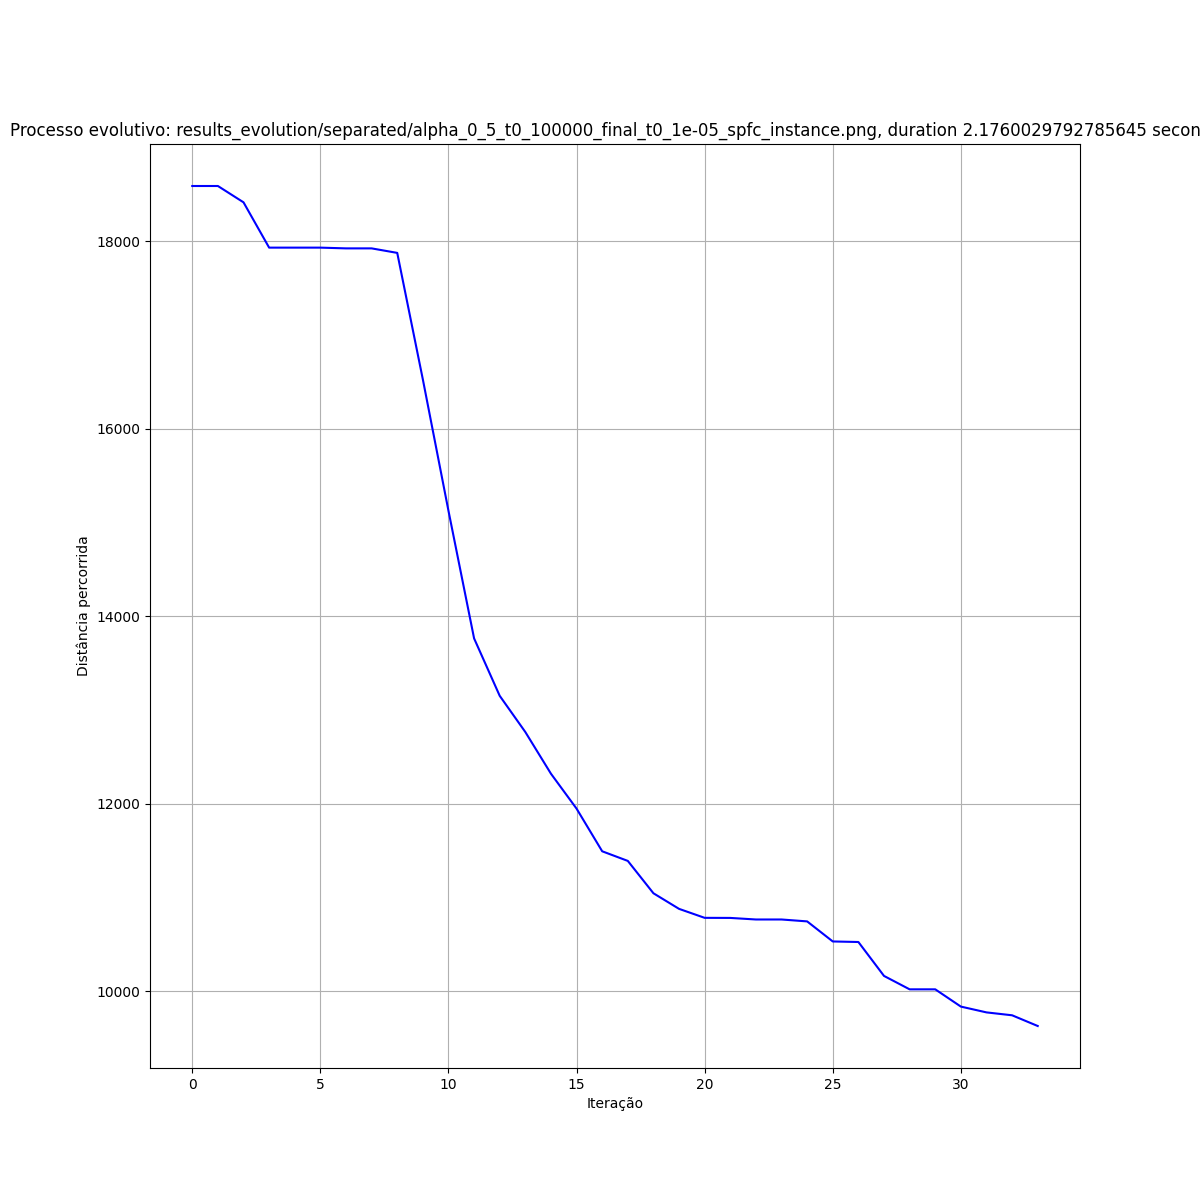 Processo evolutivo: results_evolution/separated/alpha_0_5_t0_100000_final_t0_1e-05_spfc_instance.png, duration 2.1760029792785645 secon
18000
16000
14000
12000
10000
Distância percorrida
0 5 10 15 20 25 30
Iteração